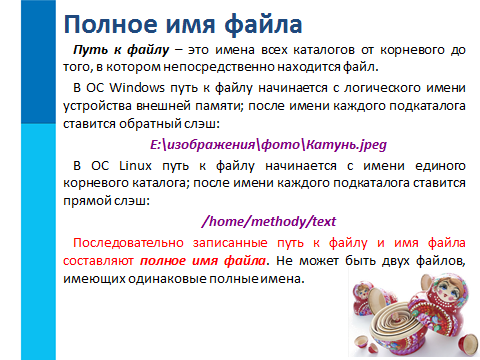 Полное имя файла
Путь к файлу – это имена всех каталогов от корневого до
того, в котором непосредственно находится файл.
В ОС Windows путь к файлу начинается с логического имени
устройства внешней памяти; после имени каждого подкаталога
ставится обратный слэш:
E:\изображения\фото\Катунь.jpeg
В ОС Linux путь к файлу начинается с имени единого
корневого каталога; после имени каждого подкаталога ставится
прямой слэш:
/home/methody/text
Последовательно записанные путь к файлу и имя файла
составляют полное имя файла. Не может быть двух файлов,
имеющих одинаковые полные имена.